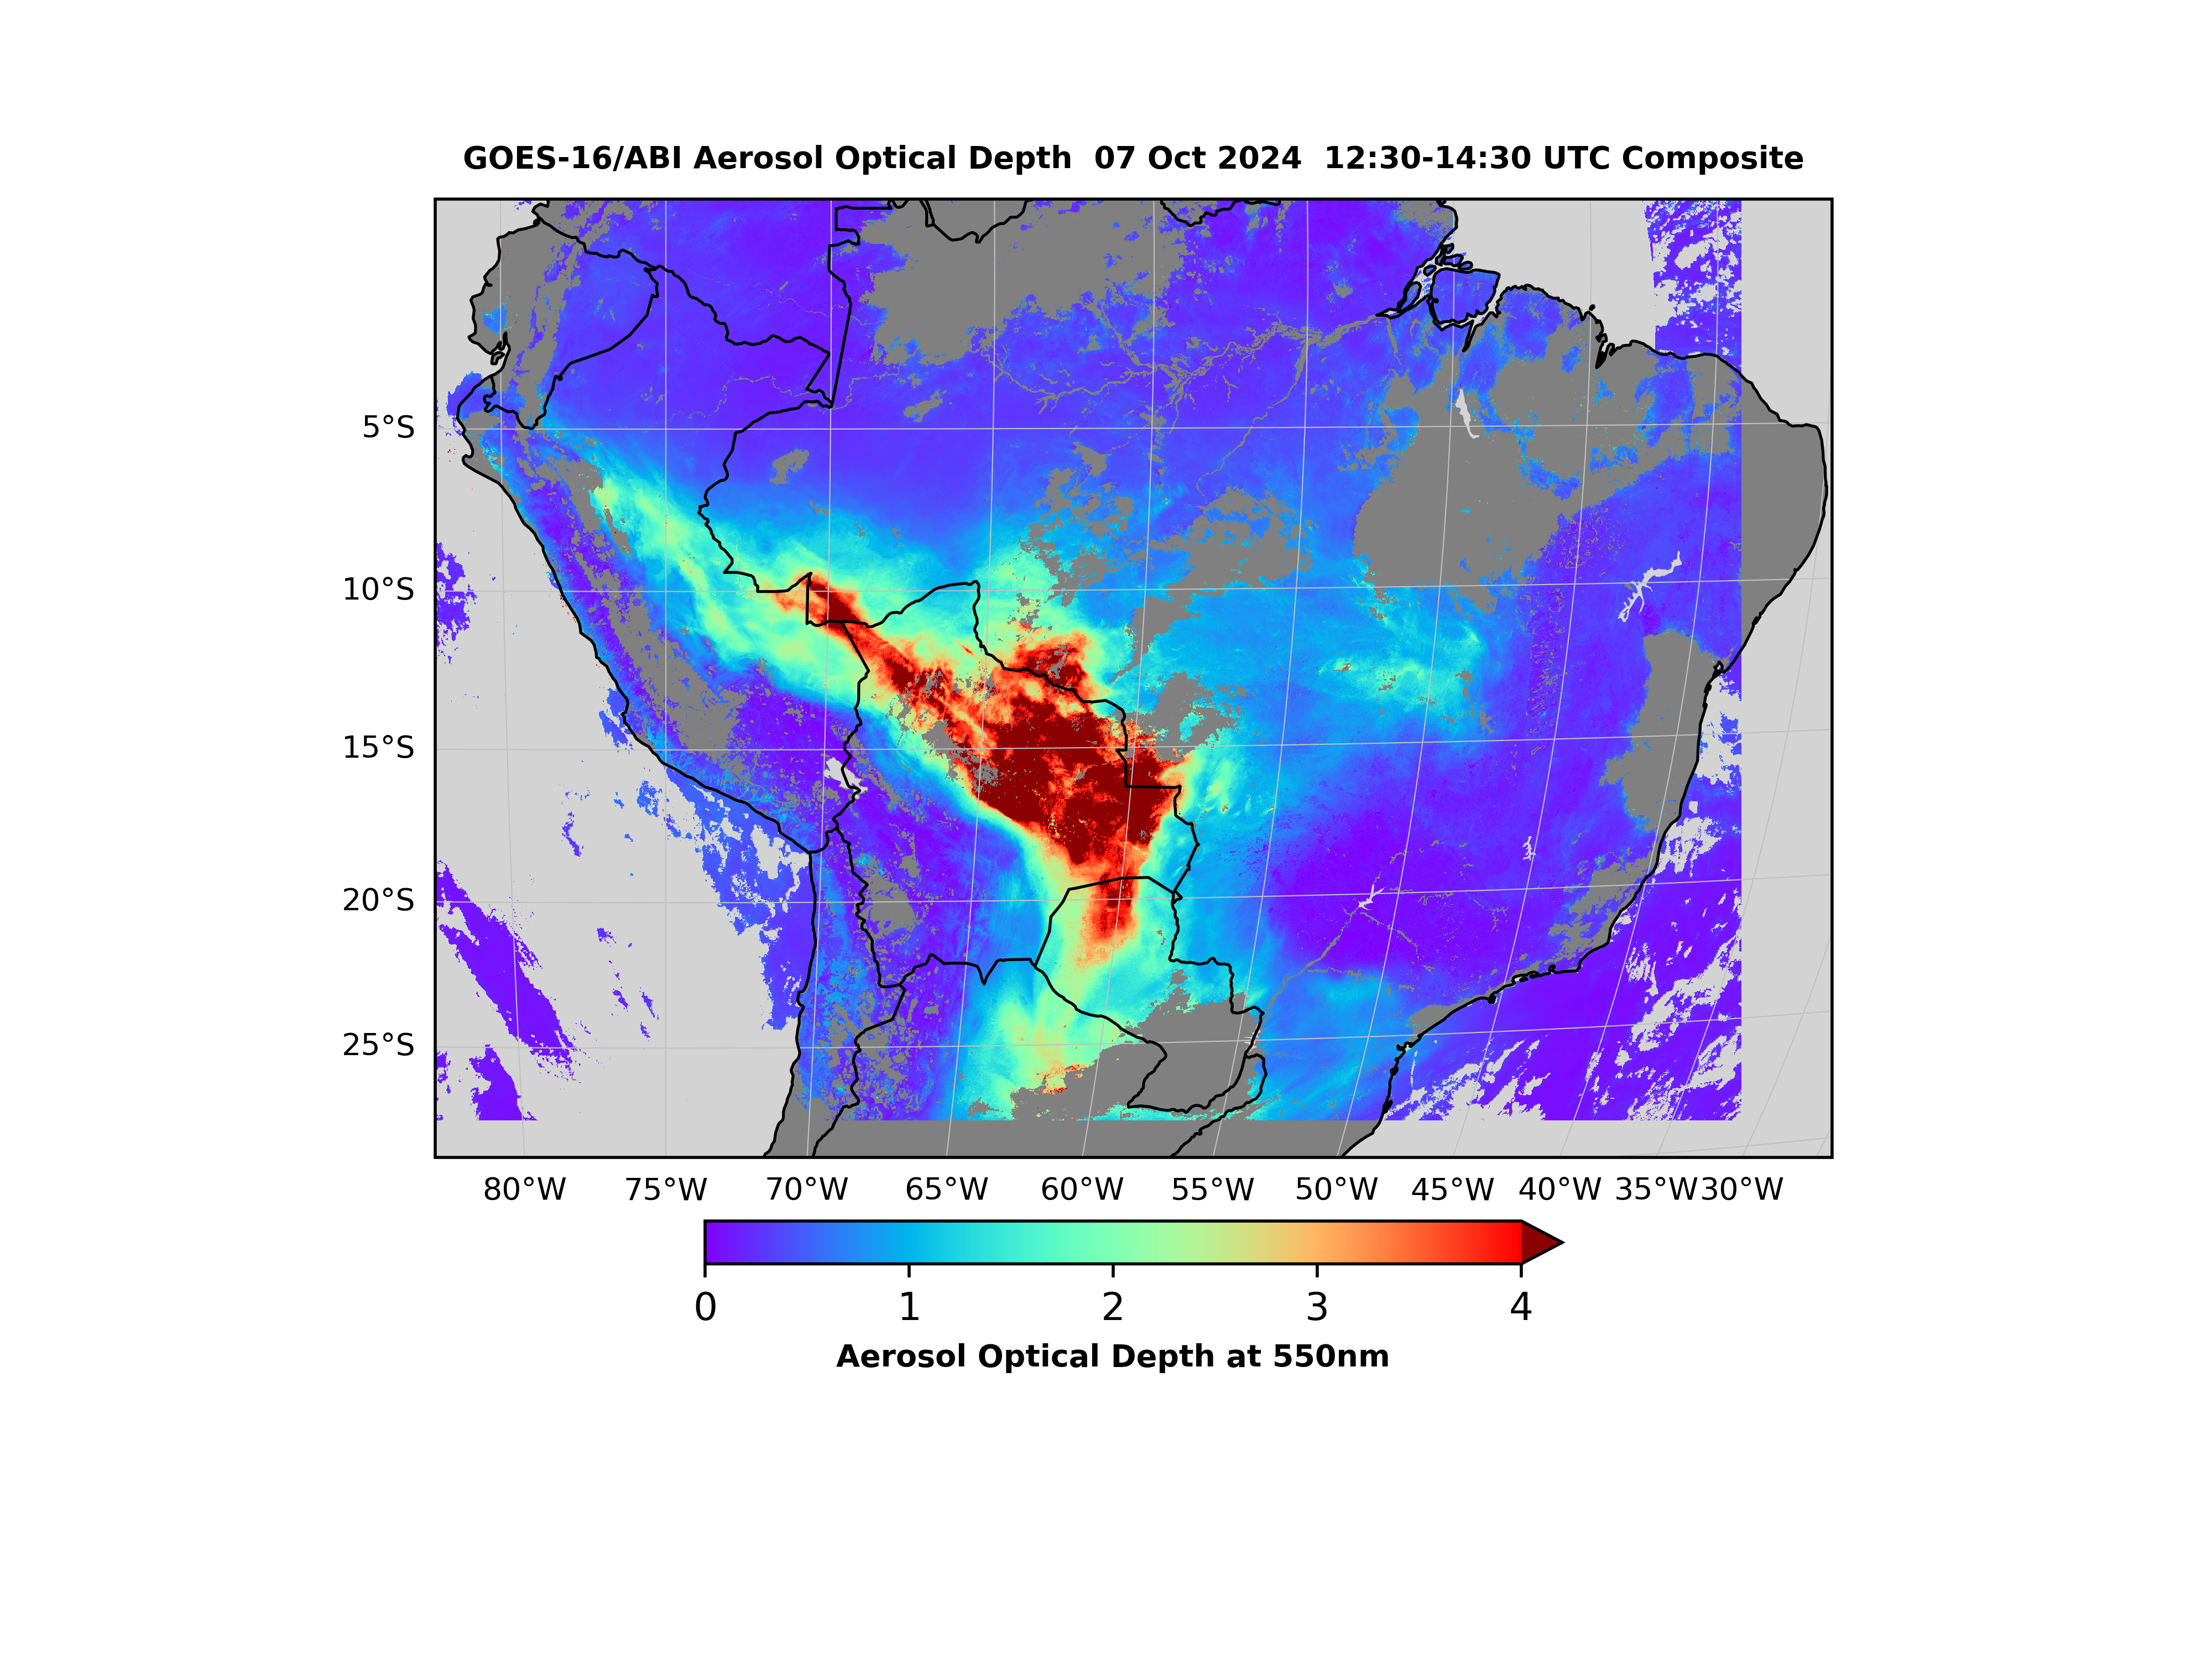 GOES-16/ABI Aerosol Optical Depth  07 Oct 2024  12:30-14:30 UTC Composite
5°S
10°S
15°S
20°S
25°S
80°W 75°W 70°W 65°W 60°W 55°W 50°W 45°W 40°W 35°W 30°W
0 1 2 3 4
Aerosol Optical Depth at 550nm